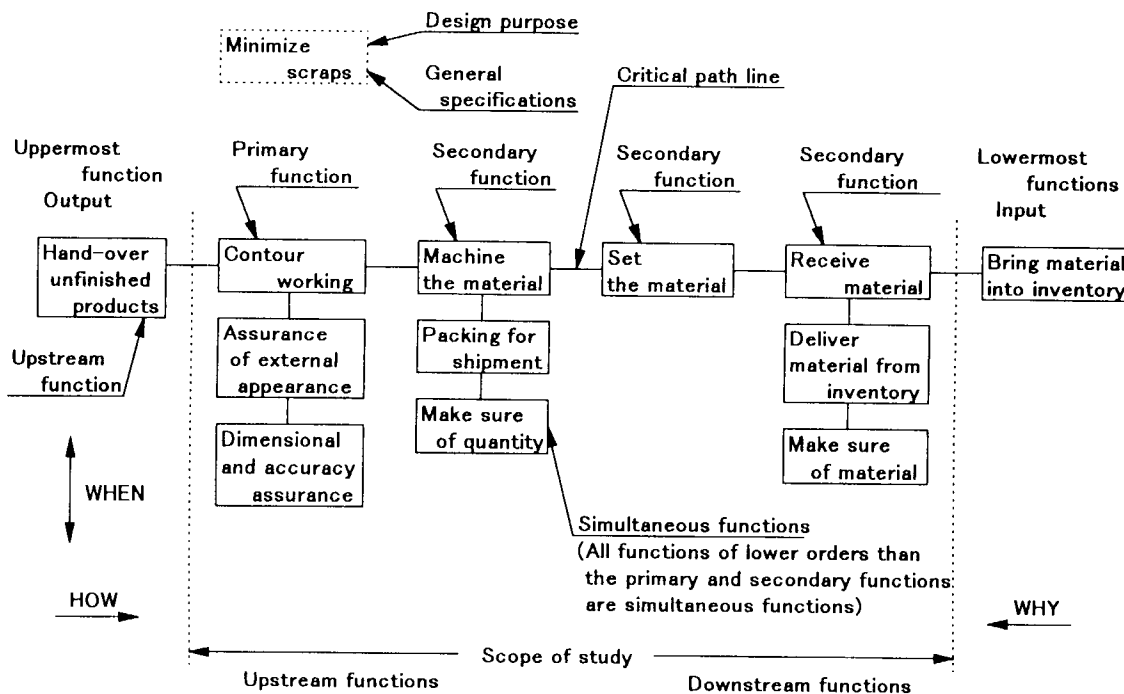 Design purpose
Minimize
scraps
General
specifications
Critical path line
Uppermost
function
Output
Primary
function
Secondary
function
Secondary
function
Secondary
function
Lowermost
functions
Input
Hand-over
unfinished
products
Contour
working
Machine
the material
Set
the material
Receive
material
Bring material
into inventory
Upstream
function
Assurance
of external
appearance
Packing for
shipment
Deliver
material from
inventory
Dimensional
and accuracy
assurance
Make sure
of quantity
Make sure
of material
WHEN
Simultaneous functions
(All functions of lower orders than
the primary and secondary functions
are simultaneous functions)
HOW
WHY
Scope of study
Upstream functions
Downstream functions